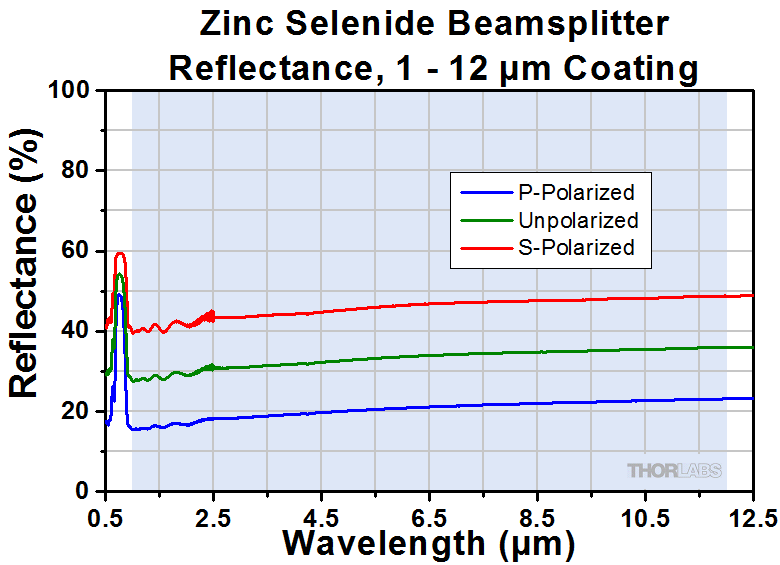 Zinc Selenide Beamsplitter
Reflectance, 1 - 12 µm Coating
Reflectance (%)
100
80
60
40
20
0
P-Polarized
Unpolarized
S-Polarized
THORLABS
0.5 2.5 4.5 6.5 8.5 10.5 12.5
Wavelength (µm)